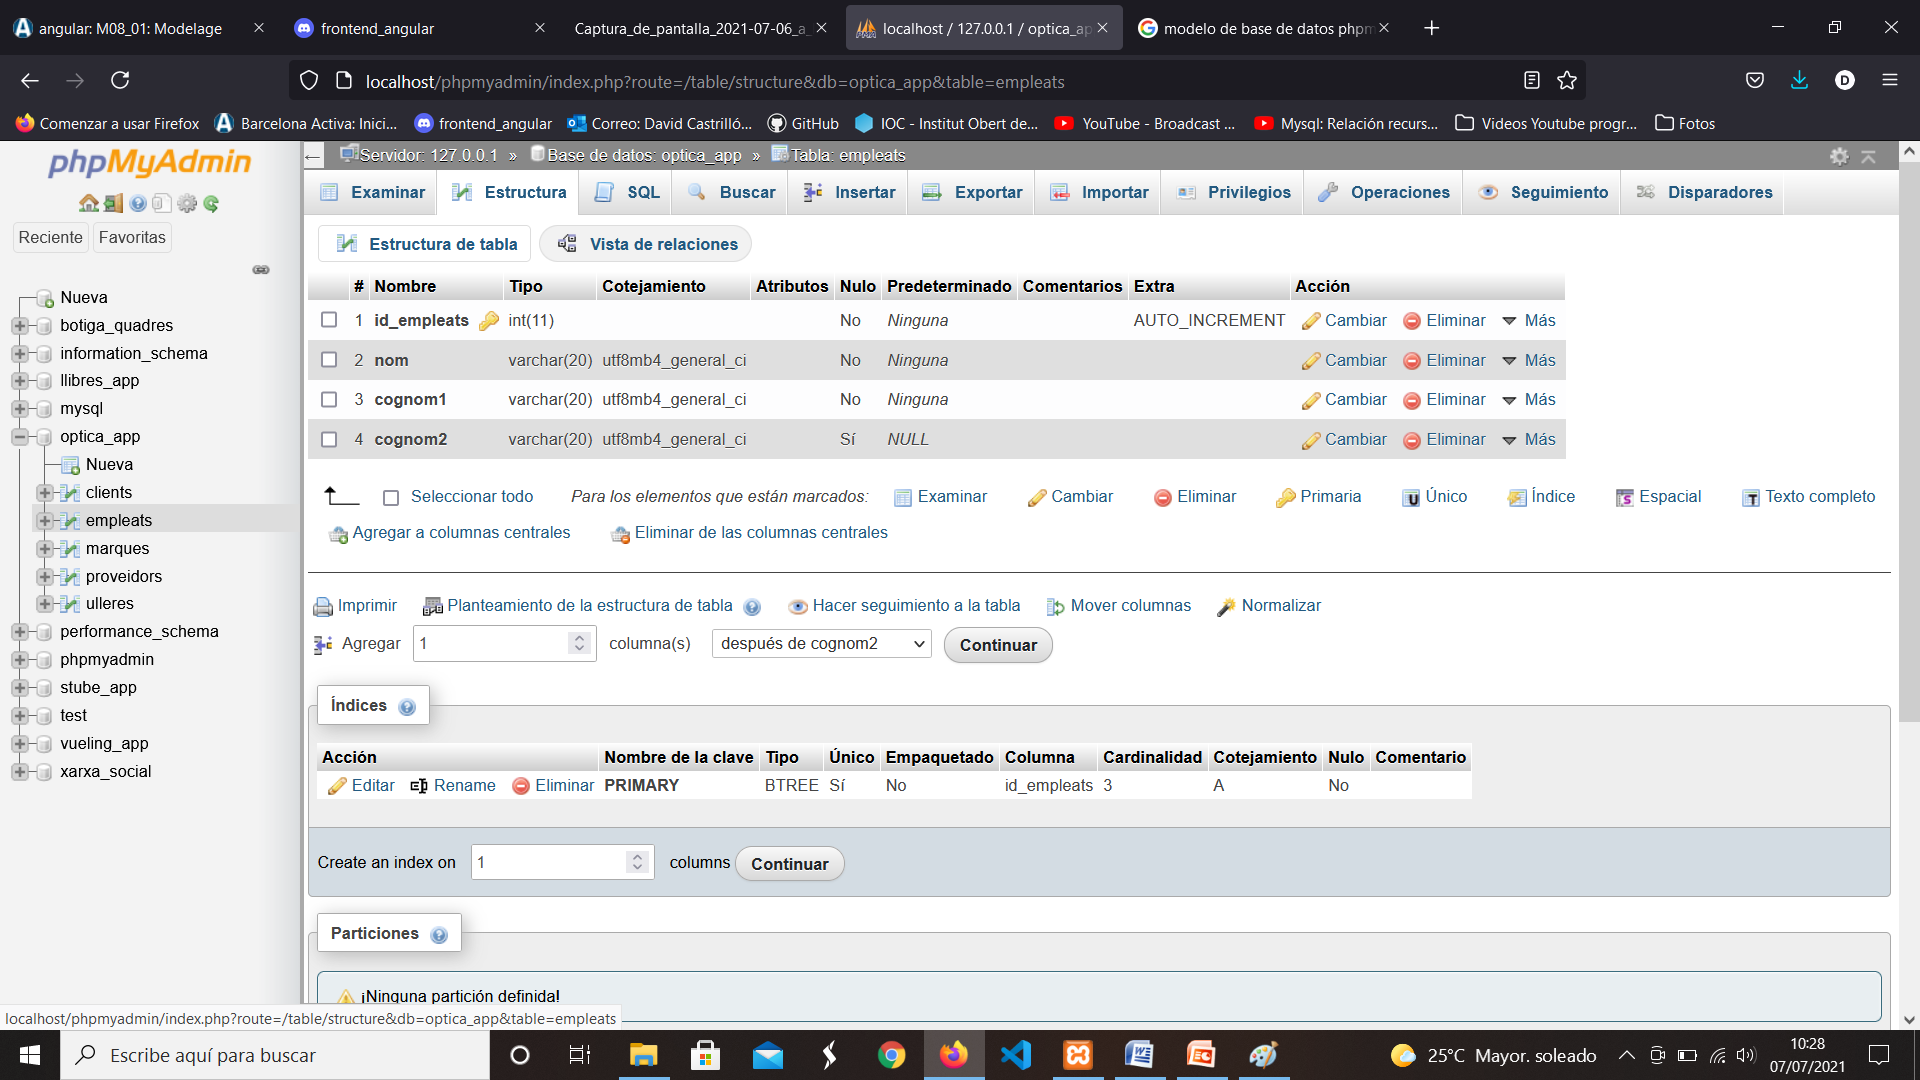 angular: M08_01: Modelage
frontend_angular
Captura_de_pantalla_2021-07-06_a_
localhost / 127.0.0.1 / optica_ap
modelo de base de datos phpm
localhost/phpmyadmin/index.php?route=/table/structure&db=optica_app&table=empleats
D
Comenzar a usar Firefox
Barcelona Activa: Inici...
frontend_angular
Correo: David Castrilló...
GitHub
IOC - Institut Obert de...
YouTube - Broadcast ...
Mysql: Relación recurs...
Videos Youtube progr...
Fotos
phpMyAdmin
Reciente Favoritas
Nueva
botiga_quadres
information_schema
llibres_app
mysql
optica_app
Nueva
clients
empleats
marques
proveidors
ulleres
performance_schema
phpmyadmin
stube_app
test
vueling_app
xarxa_social
Servidor: 127.0.0.1 » Base de datos: optica_app » Tabla: empleats
Examinar Estructura SQL Buscar Insertar Exportar Importar Privilegios Operaciones Seguimiento Disparadores
Estructura de tabla Vista de relaciones
# Nombre Tipo Cotejamiento Atributos Nulo Predeterminado Comentarios Extra Acción
1 id_empleats int(11) No Ninguna AUTO_INCREMENT Cambiar Eliminar Más
2 nom varchar(20) utf8mb4_general_ci No Ninguna Cambiar Eliminar Más
3 cognom1 varchar(20) utf8mb4_general_ci No Ninguna Cambiar Eliminar Más
4 cognom2 varchar(20) utf8mb4_general_ci Sí NULL Cambiar Eliminar Más
Seleccionar todo Para los elementos que están marcados: Examinar Cambiar Eliminar Primaria Único Índice Espacial Texto completo
Agregar a columnas centrales Eliminar de las columnas centrales
Imprimir Planteamiento de la estructura de tabla Hacer seguimiento a la tabla Mover columnas Normalizar
Agregar 1 columna(s) después de cognom2 Continuar
Índices
Acción Nombre de la clave Tipo Único Empaquetado Columna Cardinalidad Cotejamiento Nulo Comentario
Editar Rename Eliminar PRIMARY BTREE Sí No id_empleats 3 A No
Create an index on 1 columns Continuar
Particiones
¡Ninguna partición definida!
localhost/phpmyadmin/index.php?route=/table/structure&db=optica_app&table=empleats
Escribe aquí para buscar
25°C Mayor. soleado
10:28
07/07/2021